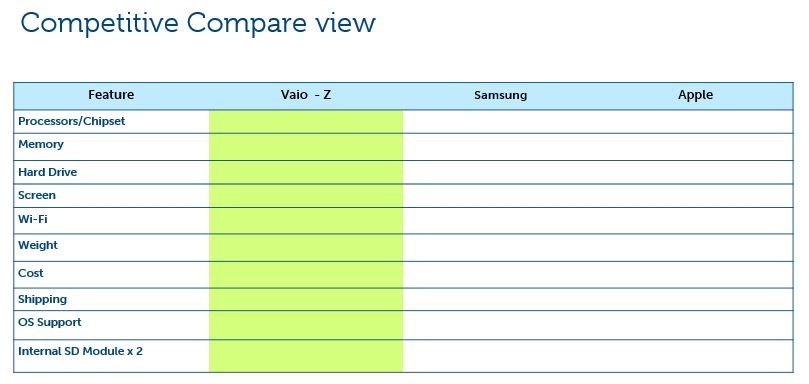 Competitive Compare view
Feature Vaio - Z Samsung Apple
Processors/Chipset
Memory
Hard Drive
Screen
Wi-Fi
Weight
Cost
Shipping
OS Support
Internal SD Module x 2